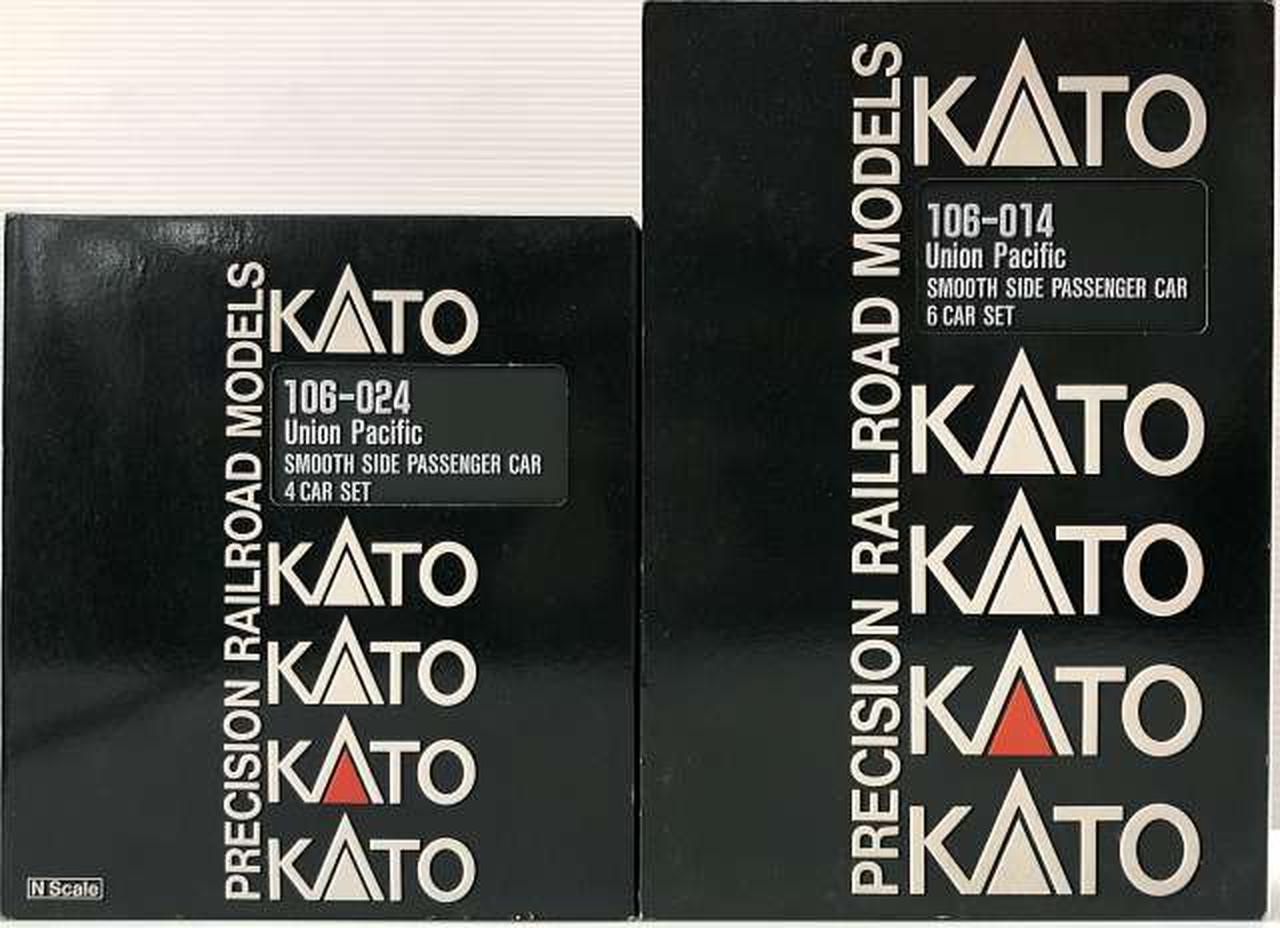 PRECISION RAILROAD MODELS
KATO
106-024
Union Pacific
SMOOTH SIDE PASSENGER CAR
4 CAR SET
KATO
KATO
KATO
KATO
N Scale
PRECISION RAILROAD MODELS
KATO
106-014
Union Pacific
SMOOTH SIDE PASSENGER CAR
6 CAR SET
KATO
KATO
KATO
KATO